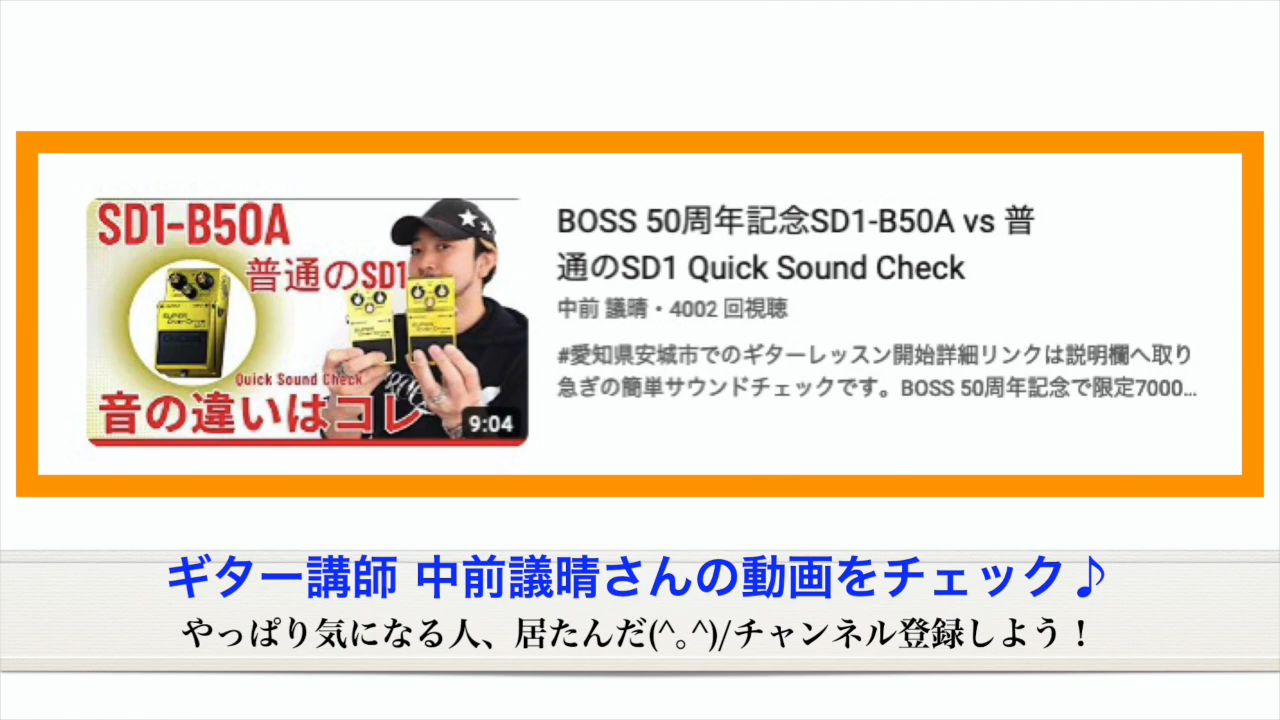 SD1-B50A
普通のSD1
Quick Sound Check
音の違いはコレ
9:04
BOSS 50周年記念SD1-B50A vs 普
通のSD1 Quick Sound Check
中前 議晴・4002 回視聴
#愛知県安城市でのギターレッスン開始詳細リンクは説明欄へ取り
急ぎの簡単サウンドチェックです。BOSS 50周年記念で限定7000...
ギター講師 中前議晴さんの動画をチェック♪
やっぱり気になる人、居たんだ(^。^)/チャンネル登録しよう！